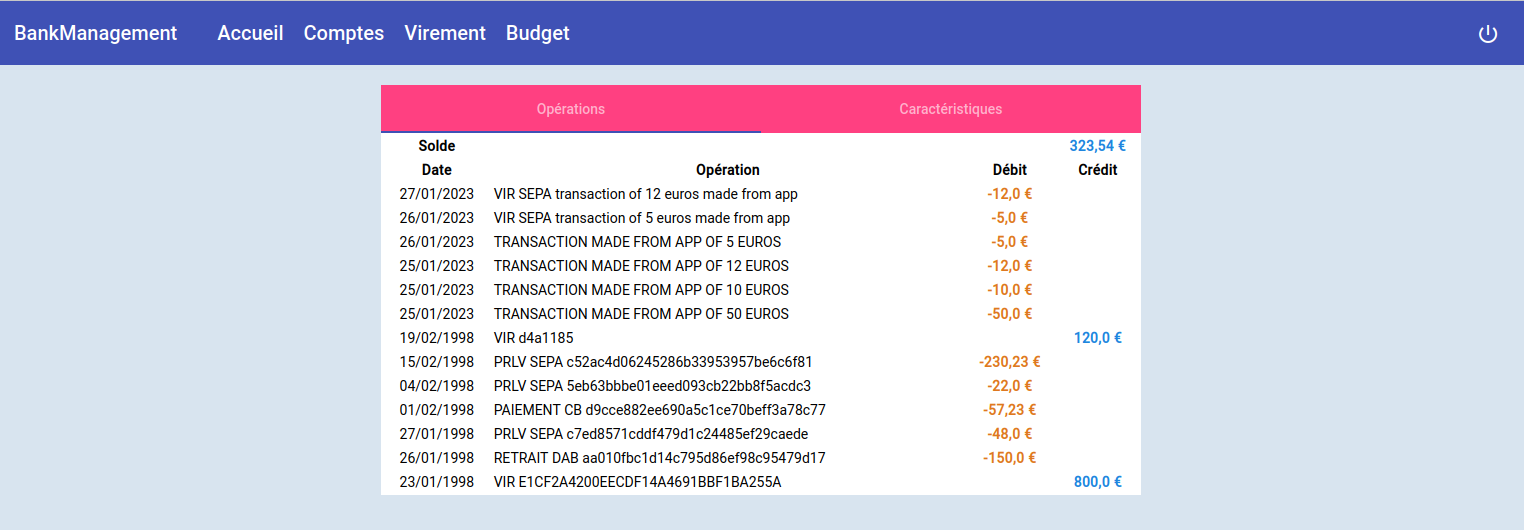 BankManagement Accueil Comptes Virement Budget
Opérations Caractéristiques
Solde 323,54 €
Date Opération Débit Crédit
27/01/2023 VIR SEPA transaction of 12 euros made from app -12,0 €
26/01/2023 VIR SEPA transaction of 5 euros made from app -5,0 €
26/01/2023 TRANSACTION MADE FROM APP OF 5 EUROS -5,0 €
25/01/2023 TRANSACTION MADE FROM APP OF 12 EUROS -12,0 €
25/01/2023 TRANSACTION MADE FROM APP OF 10 EUROS -10,0 €
25/01/2023 TRANSACTION MADE FROM APP OF 50 EUROS -50,0 €
19/02/1998 VIR d4a1185 120,0 €
15/02/1998 PRLV SEPA c52ac4d06245286b33953957be6c6f81 -230,23 €
04/02/1998 PRLV SEPA 5eb63bbbe01eeed093cb22bb8f5acdc3 -22,0 €
01/02/1998 PAIEMENT CB d9cce882ee690a5c1ce70beff3a78c77 -57,23 €
27/01/1998 PRLV SEPA c7ed8571cddf479d1c24485ef29caede -48,0 €
26/01/1998 RETRAIT DAB aa010fbc1d14c795d86ef98c95479d17 -150,0 €
23/01/1998 VIR E1CF2A4200EECDF14A4691BBF1BA255A 800,0 €